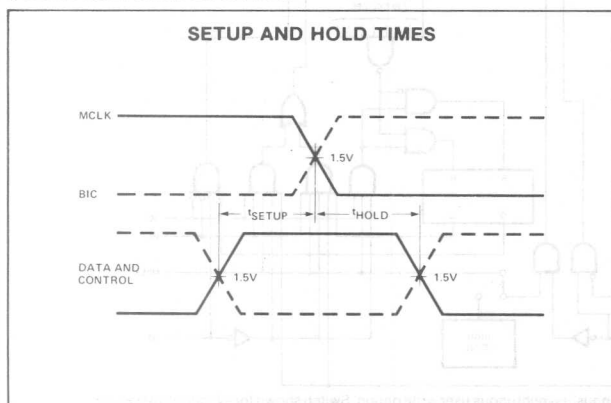 SETUP AND HOLD TIMES
MCLK
1.5V
BIC
tSETUP
tHOLD
DATA AND
CONTROL
1.5V
1.5V